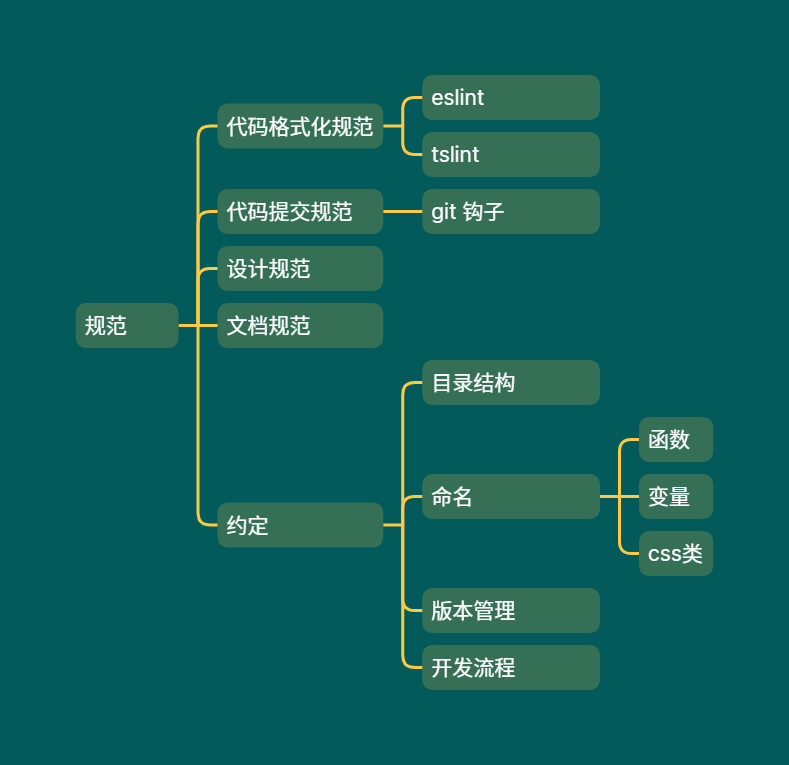 规范
代码格式化规范
eslint
tslint
代码提交规范
git 钩子
设计规范
文档规范
约定
目录结构
命名
函数
变量
css类
版本管理
开发流程